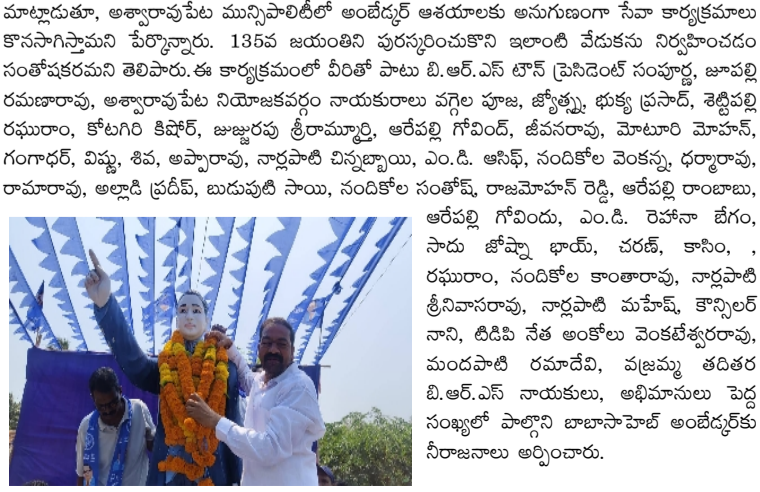 మాట్లాడుతూ, అశ్వారావుపేట మున్సిపాలిటీలో అంబేడ్కర్ ఆశయాలకు అనుగుణంగా సేవా కార్యక్రమాలు
కొనసాగిస్తామని పేర్కొన్నారు. 135వ జయంతిని పురస్కరించుకొని ఇలాంటి వేడుకను నిర్వహించడం
సంతోషకరమని తెలిపారు.ఈ కార్యక్రమంలో వీరితో పాటు బి.ఆర్.ఎస్ టౌన్ ప్రెసిడెంట్ సంపూర్ణ, జూపల్లి
రమణారావు, అశ్వారావుపేట నియోజకవర్గం నాయకురాలు వగ్గెల పూజ, జ్యోత్స్న, భుక్య ప్రసాద్, శెట్టిపల్లి
రఘురాం, కోటగిరి కిషోర్, జుజ్జురపు శ్రీరామ్మూర్తి, ఆరేపల్లి గోవింద్, జీవనరావు, మోటూరి మోహన్,
గంగాధర్, విష్ణు, శివ, అప్పారావు, నార్లపాటి చిన్నబ్బాయి, ఎం.డి. ఆసిఫ్, నందికోల వెంకన్న, ధర్మారావు,
రామారావు, అల్లాడి ప్రదీప్, బుడుపుటి సాయి, నందికోల సంతోష్, రాజమోహన్ రెడ్డి, ఆరేపల్లి రాంబాబు,
ఆరేపల్లి గోవిందు, ఎం.డి. రెహానా బేగం,
సాదు జోష్నా భాయ్, చరణ్, కాసిం, ,
రఘురాం, నందికోల కాంతారావు, నార్లపాటి
శ్రీనివాసరావు, నార్లపాటి మహేష్, కౌన్సిలర్
నాని, టిడిపి నేత అంకోలు వెంకటేశ్వరరావు,
మందపాటి రమాదేవి, వజ్రమ్మ తదితర
బి.ఆర్.ఎస్ నాయకులు, అభిమానులు పెద్ద
సంఖ్యలో పాల్గొని బాబాసాహెబ్ అంబేడ్కర్‌కు
నీరాజనాలు అర్పించారు.